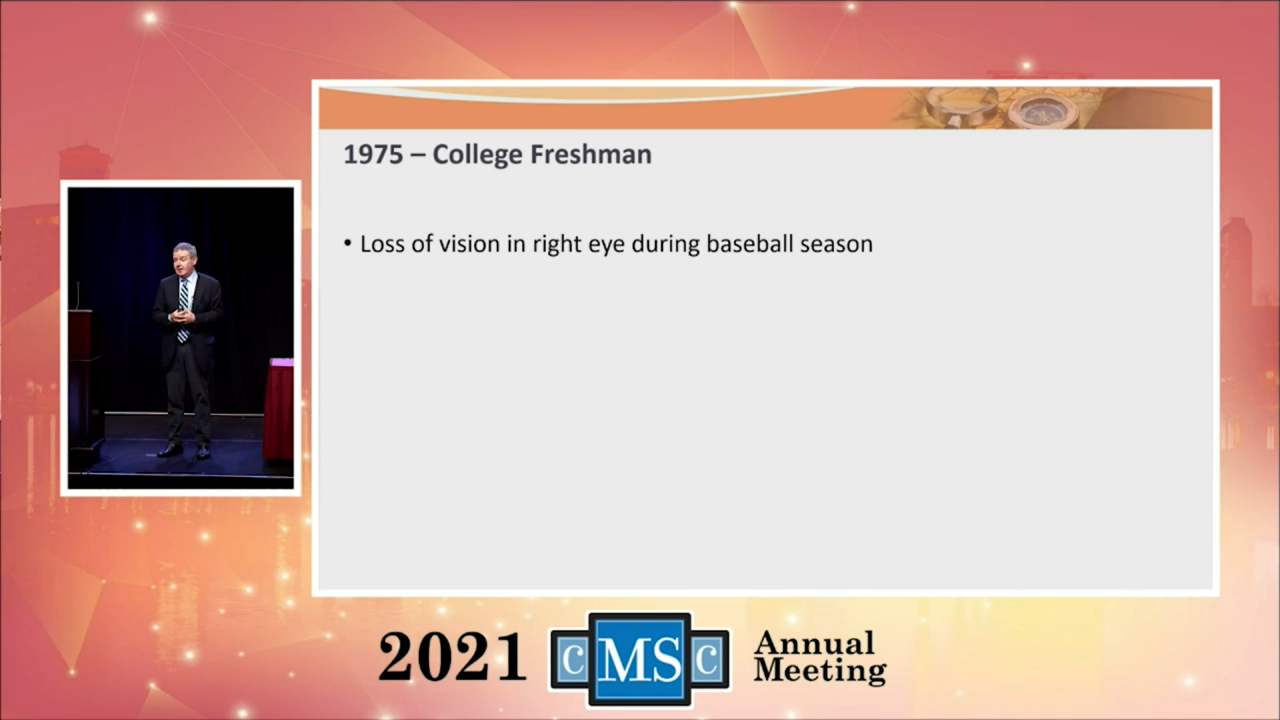 1975 – College Freshman
• Loss of vision in right eye during baseball season
2021 CMSC Annual
Meeting